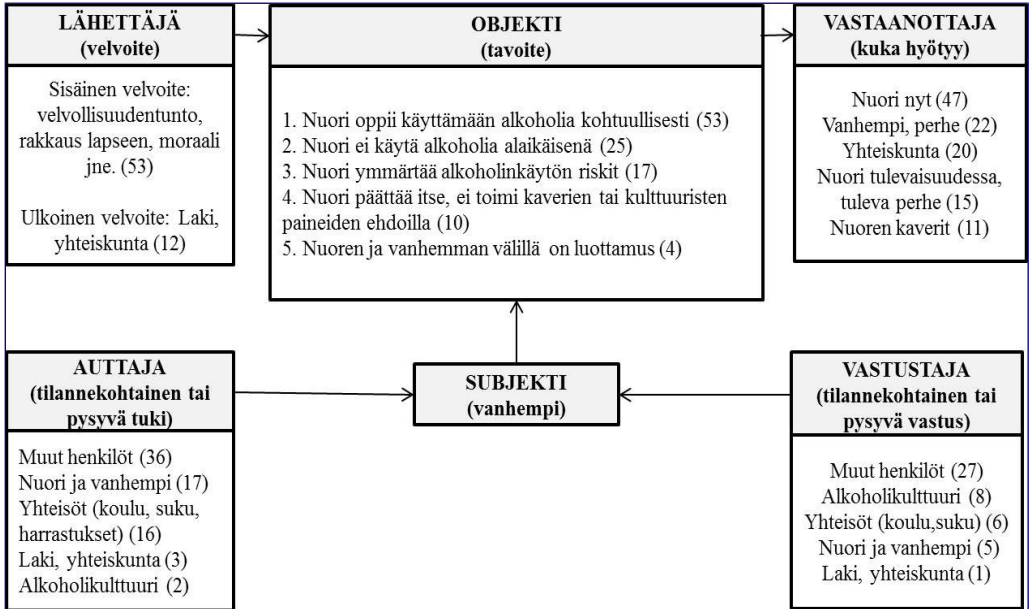 LÄHETTÄJÄ
(velvoite)
Sisäinen velvoite:
velvollisuudentunto,
rakkaus lapseen, moraali
jne. (53)
Ulkoinen velvoite: Laki,
yhteiskunta (12)
OBJEKTI
(tavoite)
1. Nuori oppii käyttämään alkoholia kohtuullisesti (53)
2. Nuori ei käytä alkoholia alaikäisenä (25)
3. Nuori ymmärtää alkoholinkäytön riskit (17)
4. Nuori päättää itse, ei toimi kaverien tai kulttuuristen
paineiden ehdoilla (10)
5. Nuoren ja vanhemman välillä on luottamus (4)
VASTAANOTTAJA
(kuka hyötyy)
Nuori nyt (47)
Vanhempi, perhe (22)
Yhteiskunta (20)
Nuori tulevaisuudessa,
tuleva perhe (15)
Nuoren kaverit (11)
AUTTAJA
(tilannekohtainen tai
pysyvä tuki)
Muut henkilöt (36)
Nuori ja vanhempi (17)
Yhteisöt (koulu, suku,
harrastukset) (16)
Laki, yhteiskunta (3)
Alkoholikulttuuri (2)
SUBJEKTI
(vanhempi)
VASTUSTAJA
(tilannekohtainen tai
pysyvä vastus)
Muut henkilöt (27)
Alkoholikulttuuri (8)
Yhteisöt (koulu,suku) (6)
Nuori ja vanhempi (5)
Laki, yhteiskunta (1)